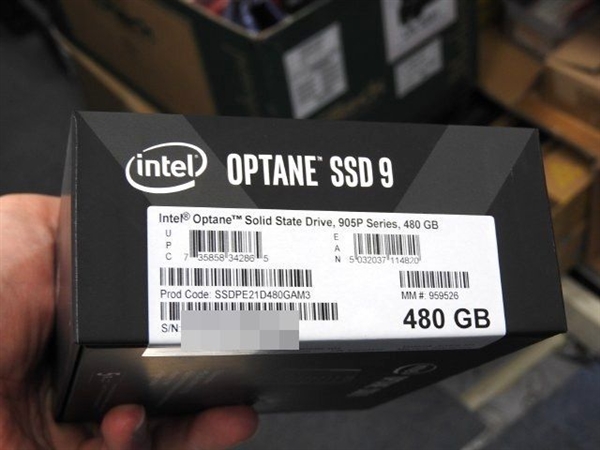 intel OPTANE™ SSD 9
Intel® Optane™ Solid State Drive, 905P Series, 480 GB
UPC 7 35858 34286 5
EAN 5 032037 114820
Prod Code: SSDPE21D480GAM3
MM #: 959526
S/N:
480 GB